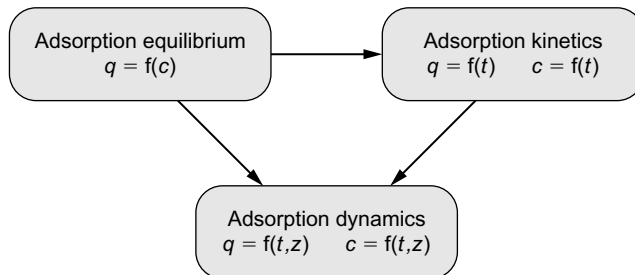 Adsorption equilibrium
q = f(c)
Adsorption kinetics
q = f(t) c = f(t)
Adsorption dynamics
q = f(t,z) c = f(t,z)